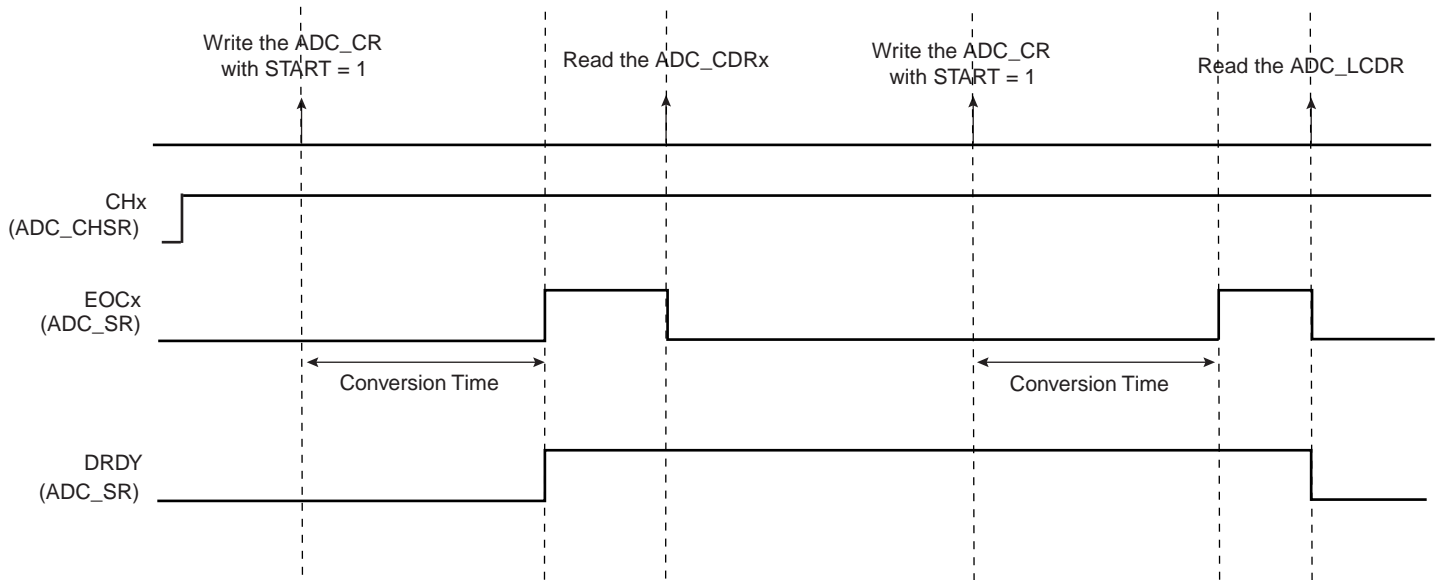 Write the ADC_CR
with START = 1
Read the ADC_CDRx
Write the ADC_CR
with START = 1
Read the ADC_LCDR
CHx
(ADC_CHSR)
EOCx
(ADC_SR)
Conversion Time
Conversion Time
DRDY
(ADC_SR)